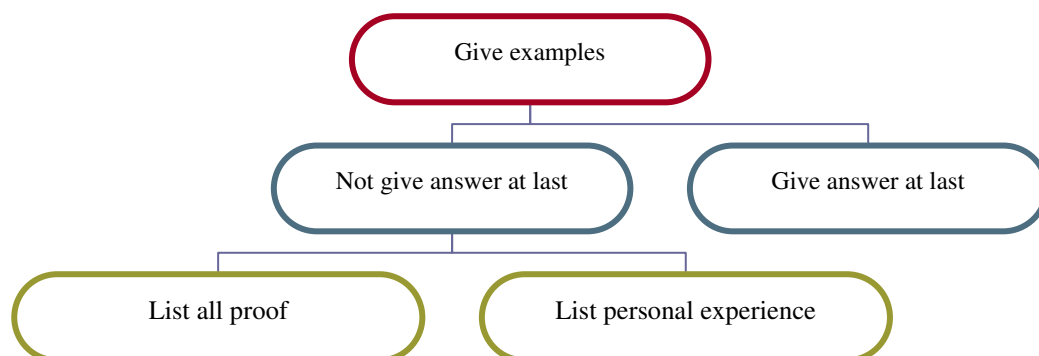 Give examples
Not give answer at last
Give answer at last
List all proof
List personal experience